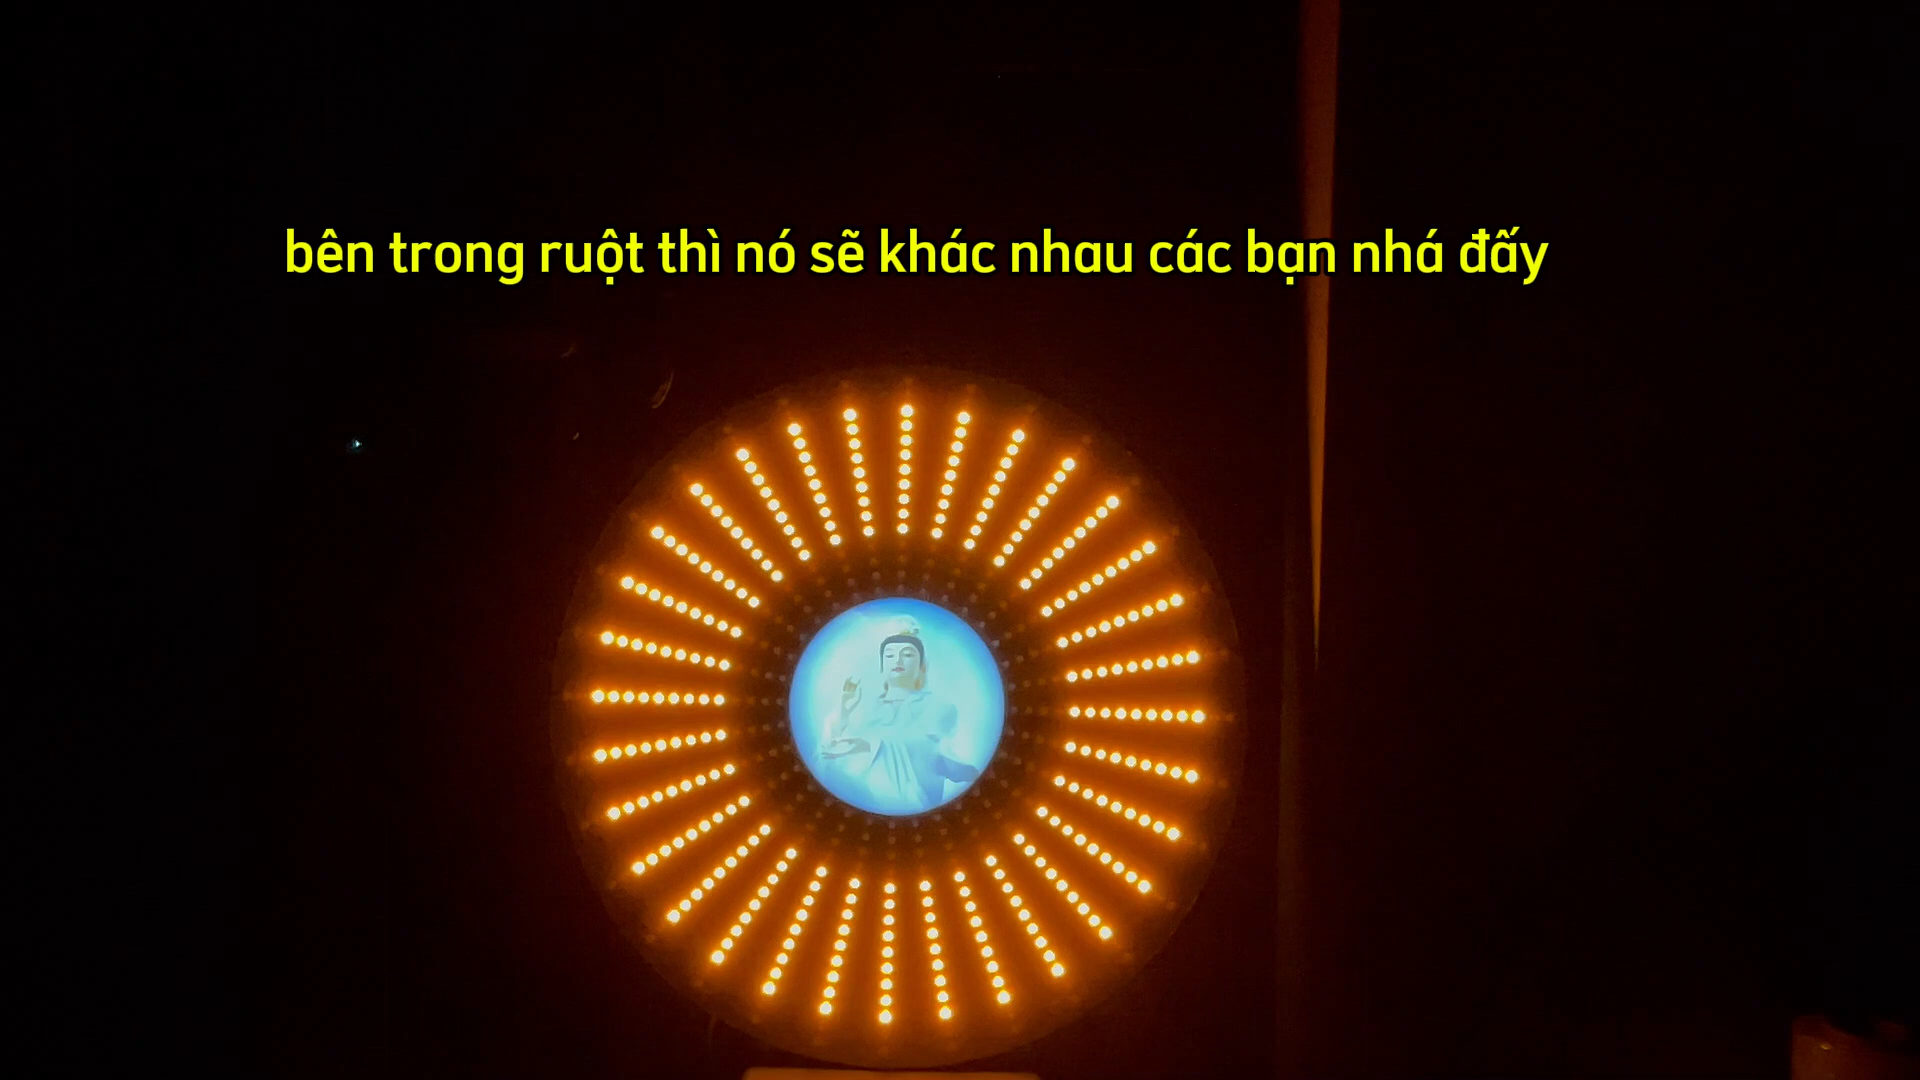 bên trong ruột thì nó sẽ khác nhau các bạn nhá đấy